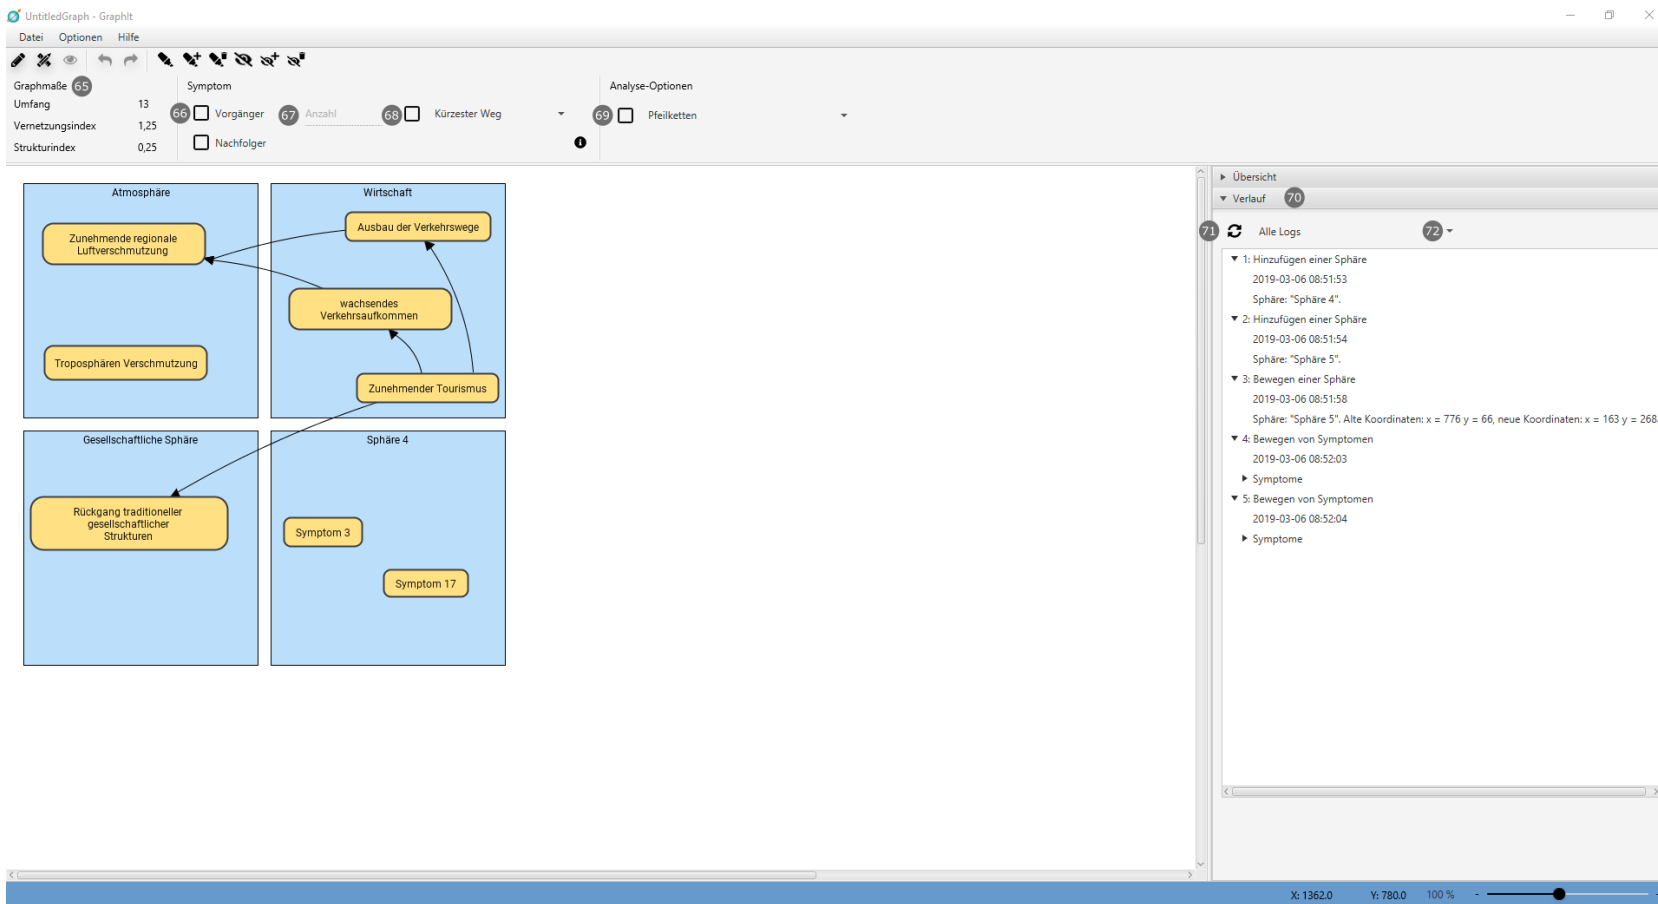 UntitledGraph - GraphIt
Datei Optionen Hilfe
Graphmaße 65
Symptom
Analyse-Optionen
Umfang 13
Vernetzungsindex 1,25
Strukturindex 0,25
66 Vorgänger 67 Anzahl 68 Kürzester Weg
Nachfolger
69 Pfeilketten
Atmosphäre
Zunehmende regionale
Luftverschmutzung
Troposphären Verschmutzung
Wirtschaft
Ausbau der Verkehrswege
wachsendes
Verkehrsaufkommen
Zunehmender Tourismus
Gesellschaftliche Sphäre
Rückgang traditioneller
gesellschaftlicher
Strukturen
Sphäre 4
Symptom 3
Symptom 17
Übersicht
Verlauf 70
71 Alle Logs 72
1: Hinzufügen einer Sphäre
2019-03-06 08:51:53
Sphäre: "Sphäre 4".
2: Hinzufügen einer Sphäre
2019-03-06 08:51:54
Sphäre: "Sphäre 5".
3: Bewegen einer Sphäre
2019-03-06 08:51:58
Sphäre: "Sphäre 5". Alte Koordinaten: x = 776 y = 66, neue Koordinaten: x = 163 y = 268.
4: Bewegen von Symptomen
2019-03-06 08:52:03
Symptome
5: Bewegen von Symptomen
2019-03-06 08:52:04
Symptome
X: 1362.0 Y: 780.0 100 % -